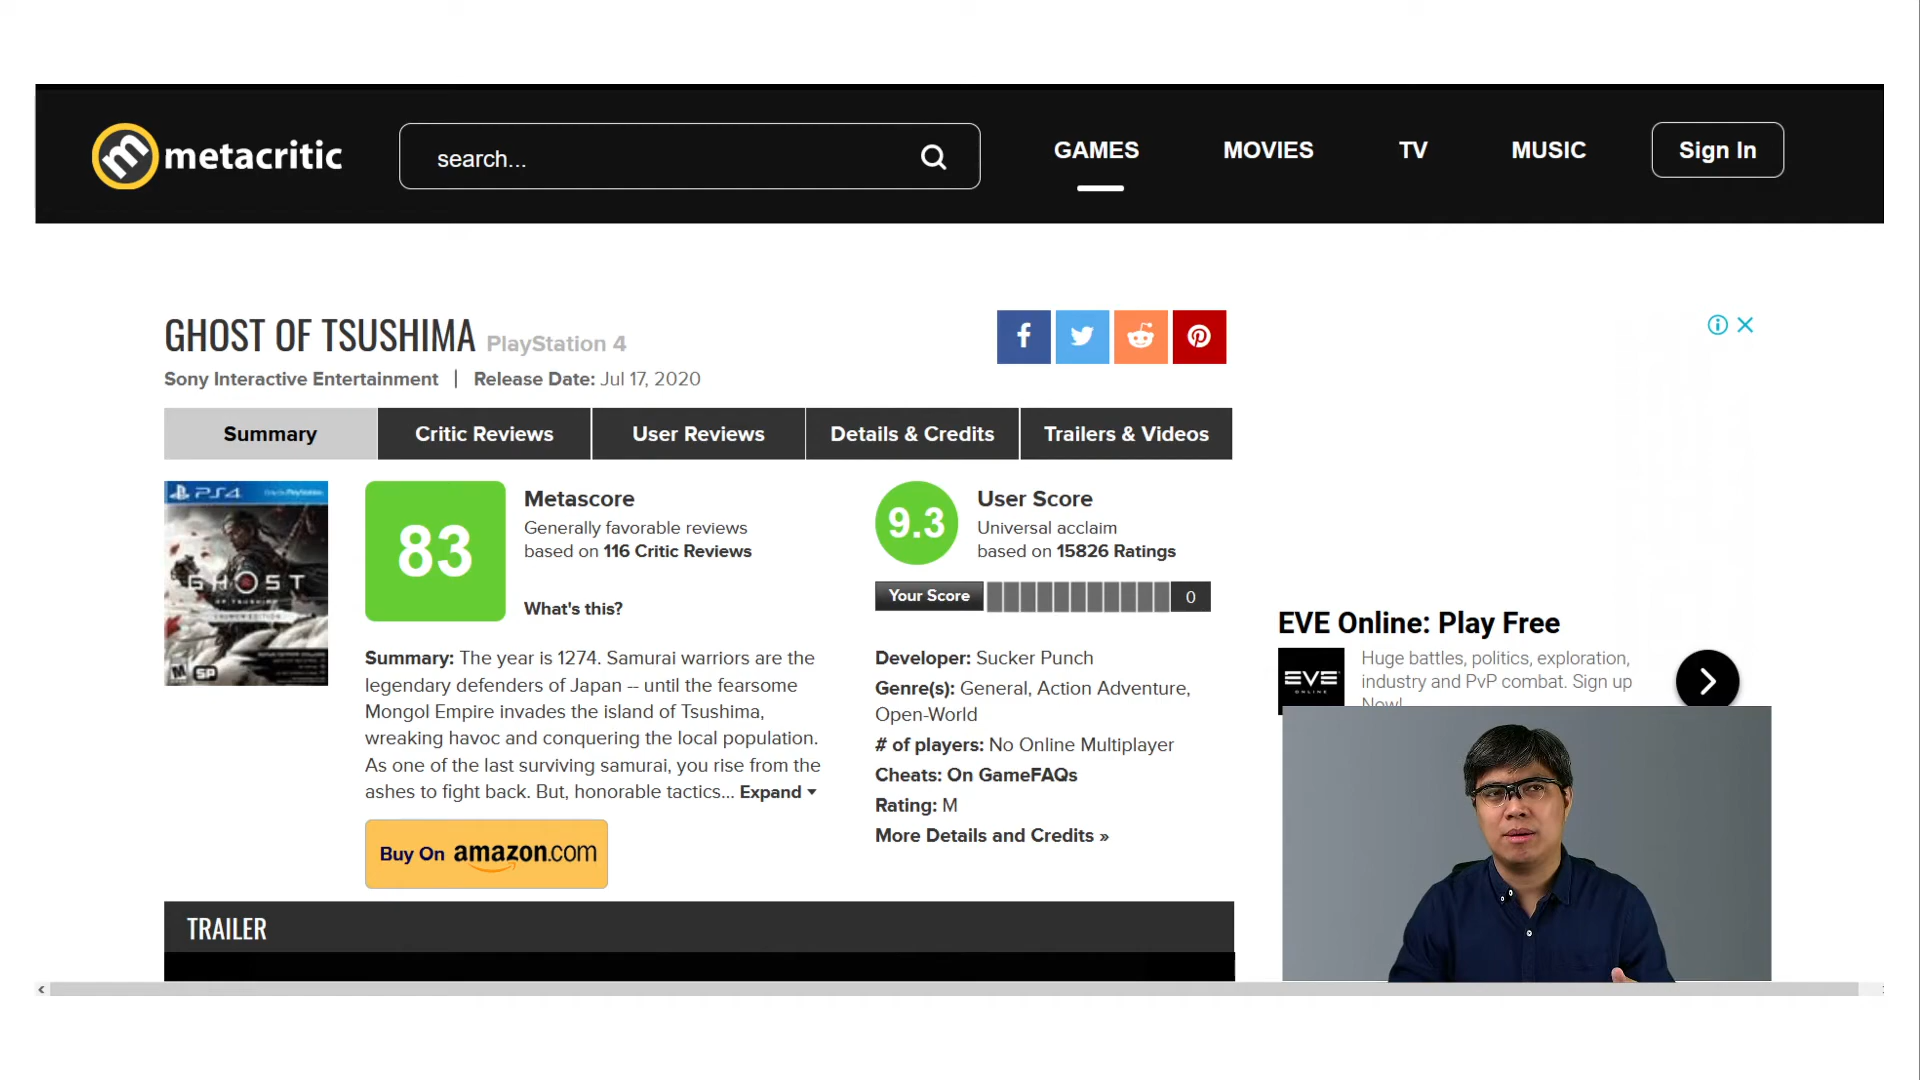 metacritic
search...
GAMES
MOVIES
TV
MUSIC
Sign In
GHOST OF TSUSHIMA PlayStation 4
Sony Interactive Entertainment | Release Date: Jul 17, 2020
Summary
Critic Reviews
User Reviews
Details & Credits
Trailers & Videos
PS4
GHOST
OF TSUSHIMA
M
SP
83
Metascore
Generally favorable reviews
based on 116 Critic Reviews
What's this?
9.3
User Score
Universal acclaim
based on 15826 Ratings
Your Score
0
Summary: The year is 1274. Samurai warriors are the
legendary defenders of Japan -- until the fearsome
Mongol Empire invades the island of Tsushima,
wreaking havoc and conquering the local population.
As one of the last surviving samurai, you rise from the
ashes to fight back. But, honorable tactics... Expand
Buy On amazon.com
Developer: Sucker Punch
Genre(s): General, Action Adventure,
Open-World
# of players: No Online Multiplayer
Cheats: On GameFAQs
Rating: M
More Details and Credits »
EVE Online: Play Free
EVE
ONLINE
Huge battles, politics, exploration,
industry and PvP combat. Sign up
Now!
TRAILER